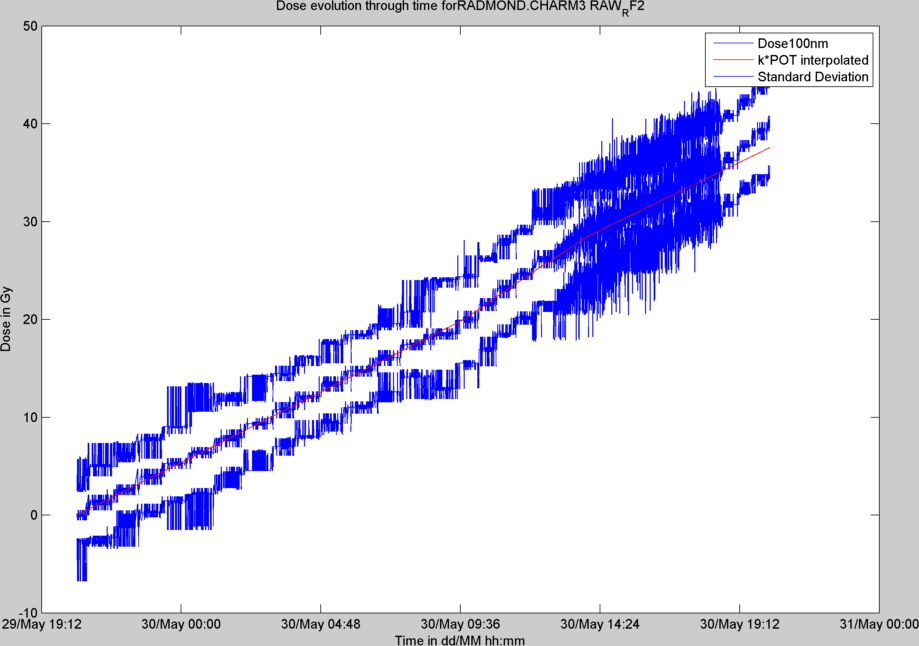 Dose evolution through time forRADMOND.CHARM3 RAW_RF2
Dose100nm
k*POT interpolated
Standard Deviation
50
40
30
20
10
0
-10
Dose in Gy
29/May 19:12 30/May 00:00 30/May 04:48 30/May 09:36 30/May 14:24 30/May 19:12 31/May 00:00
Time in dd/MM hh:mm